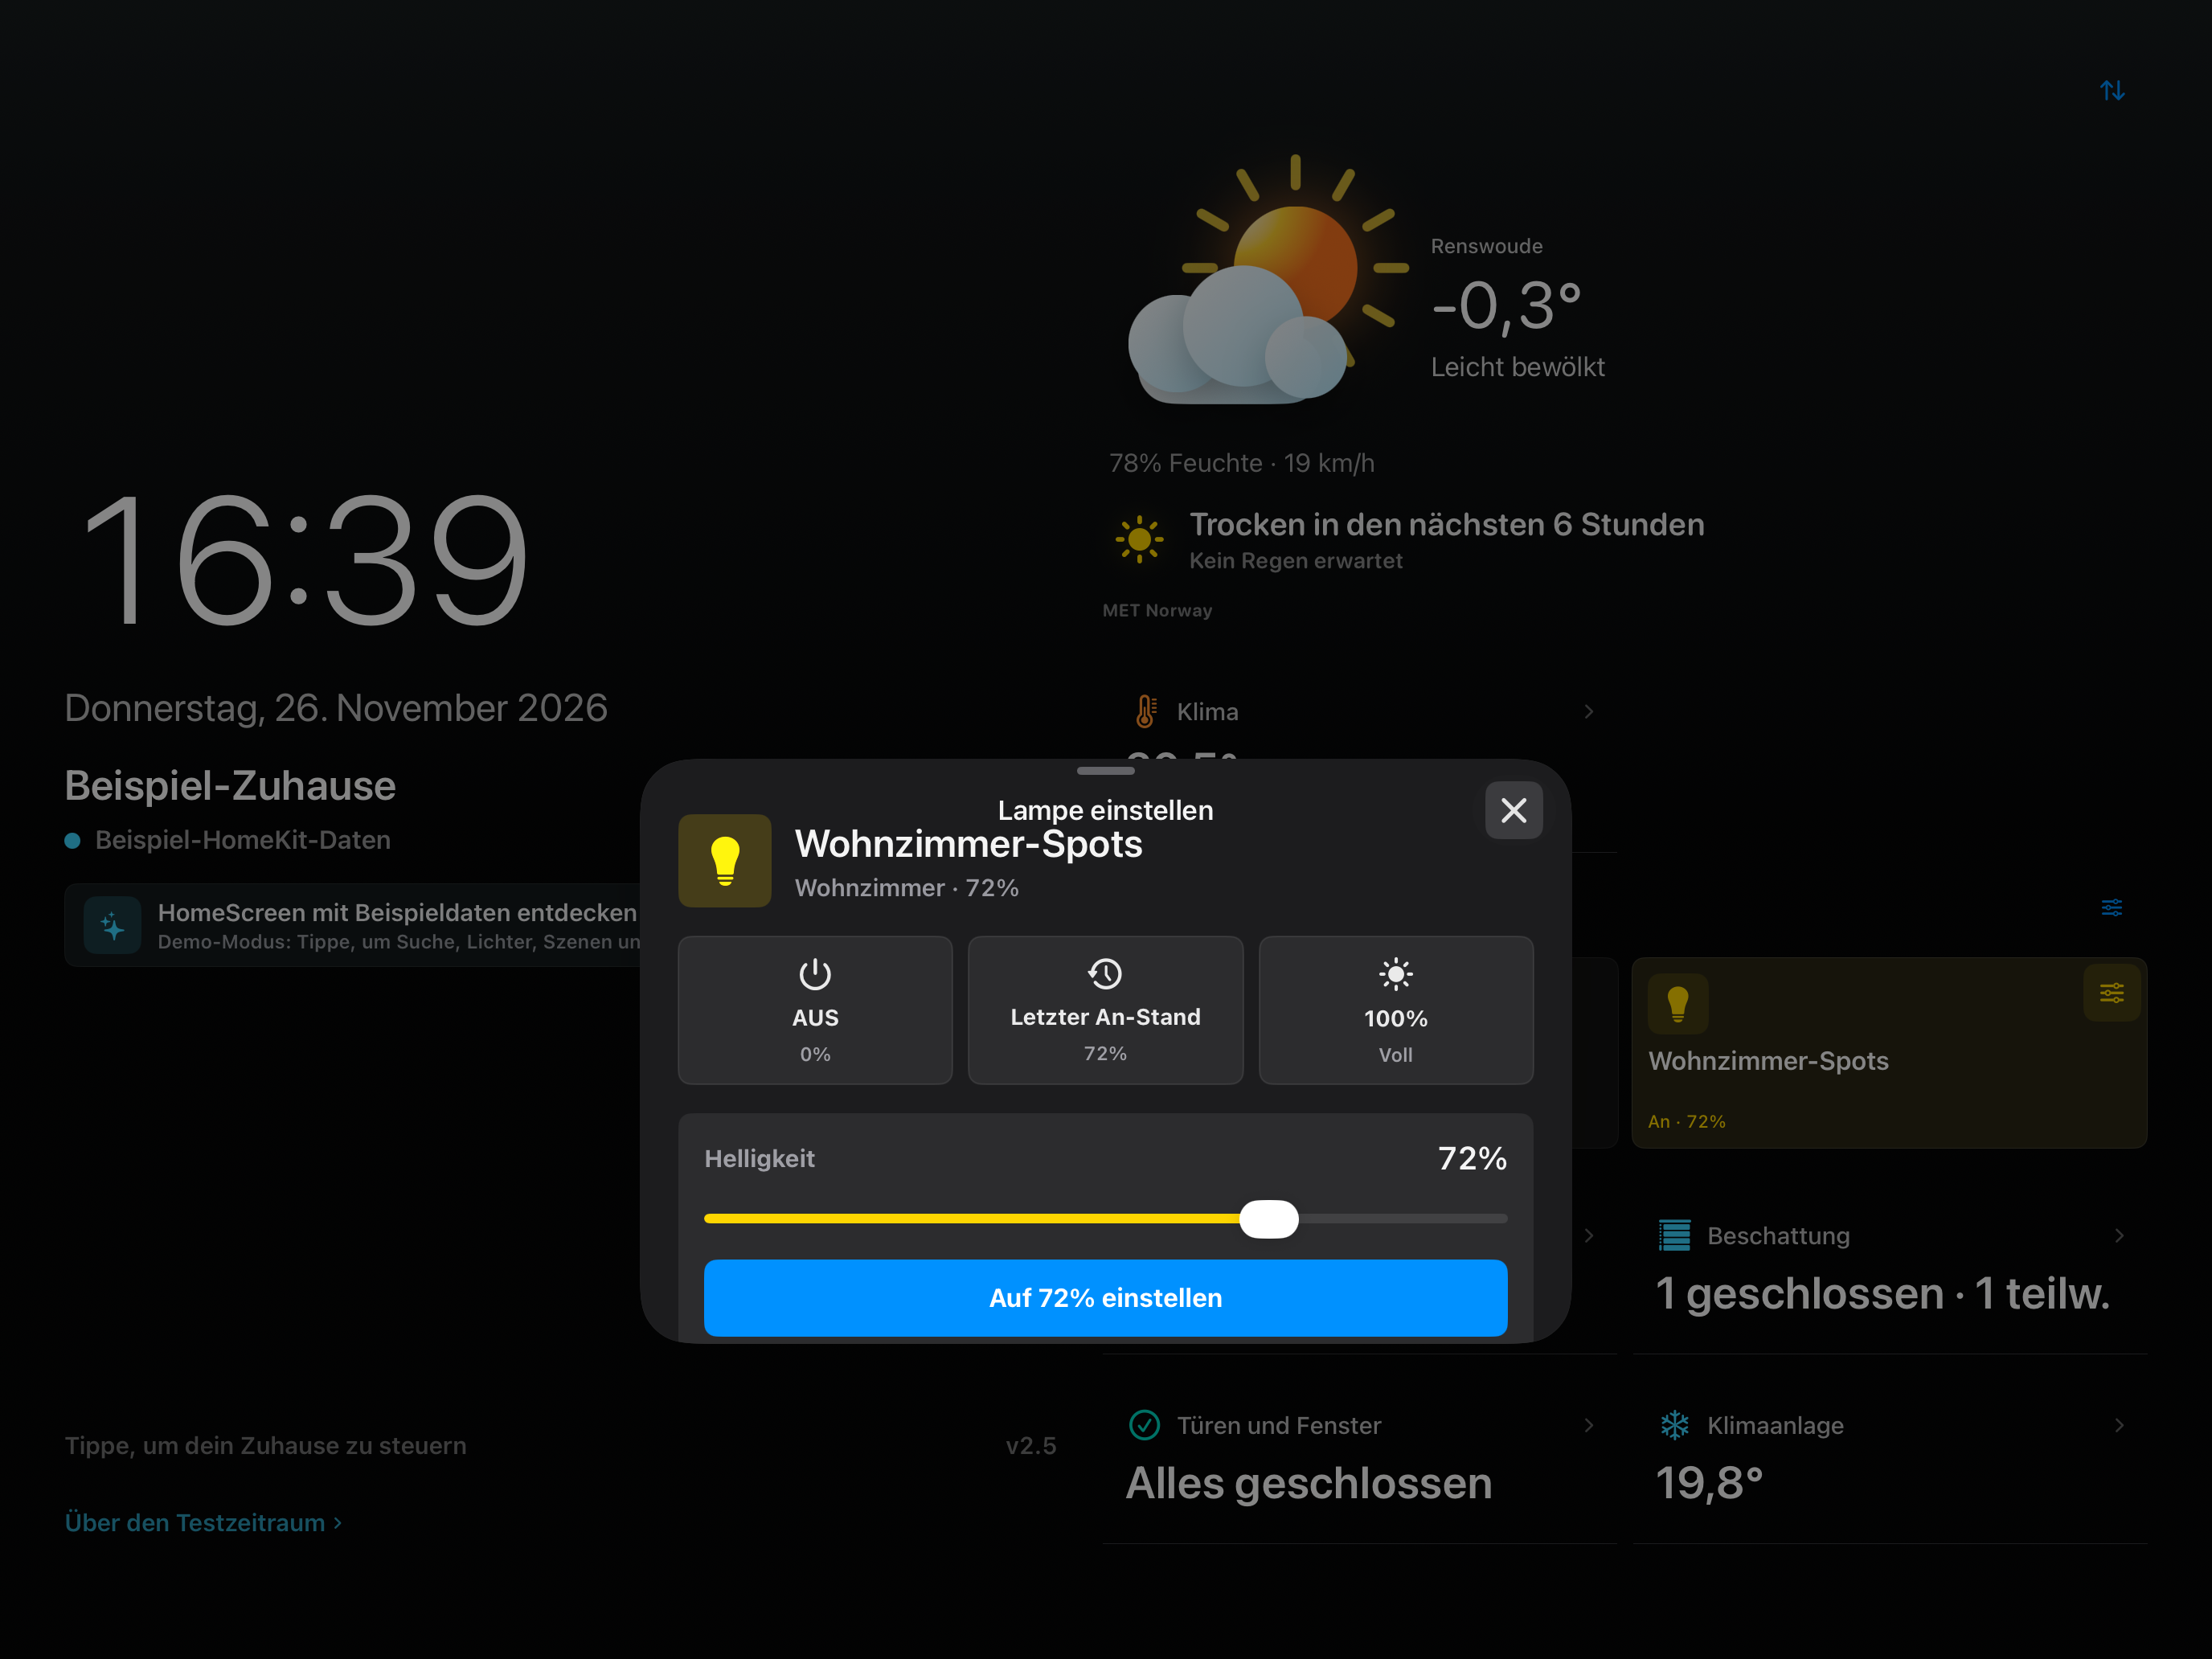 Renswoude
-0,3°
Leicht bewölkt
78% Feuchte · 19 km/h
Trocken in den nächsten 6 Stunden
Kein Regen erwartet
MET Norway
16:39
Donnerstag, 26. November 2026
Beispiel-Zuhause
Beispiel-HomeKit-Daten
HomeScreen mit Beispieldaten entdecken
Demo-Modus: Tippe, um Suche, Lichter, Szenen un
Tippe, um dein Zuhause zu steuern
v2.5
Über den Testzeitraum
Klima
Lampe einstellen
Wohnzimmer-Spots
Wohnzimmer · 72%
AUS
0%
Letzter An-Stand
72%
100%
Voll
Helligkeit
72%
Auf 72% einstellen
Wohnzimmer-Spots
An · 72%
Beschattung
1 geschlossen · 1 teilw.
Türen und Fenster
Alles geschlossen
Klimaanlage
19,8°